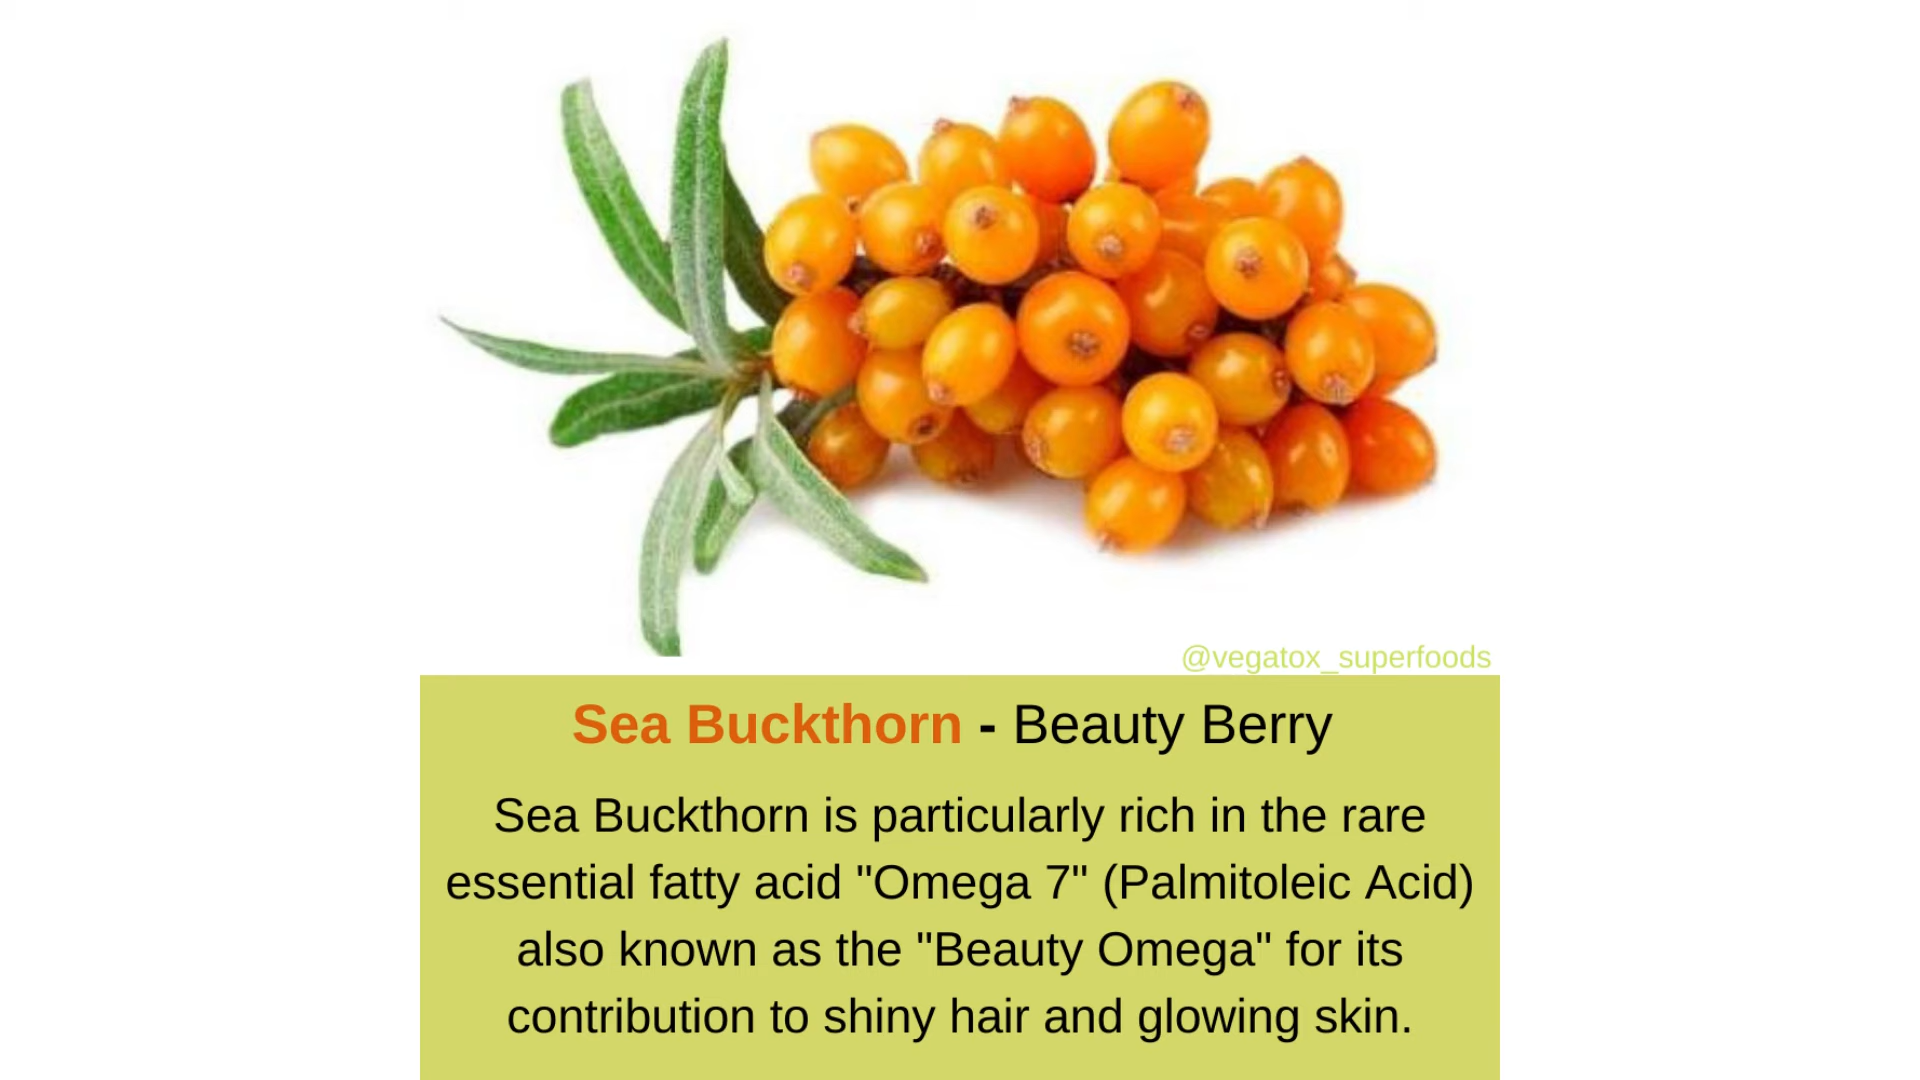 @vegatox_superfoods
Sea Buckthorn - Beauty Berry
Sea Buckthorn is particularly rich in the rare
essential fatty acid "Omega 7" (Palmitoleic Acid)
also known as the "Beauty Omega" for its
contribution to shiny hair and glowing skin.